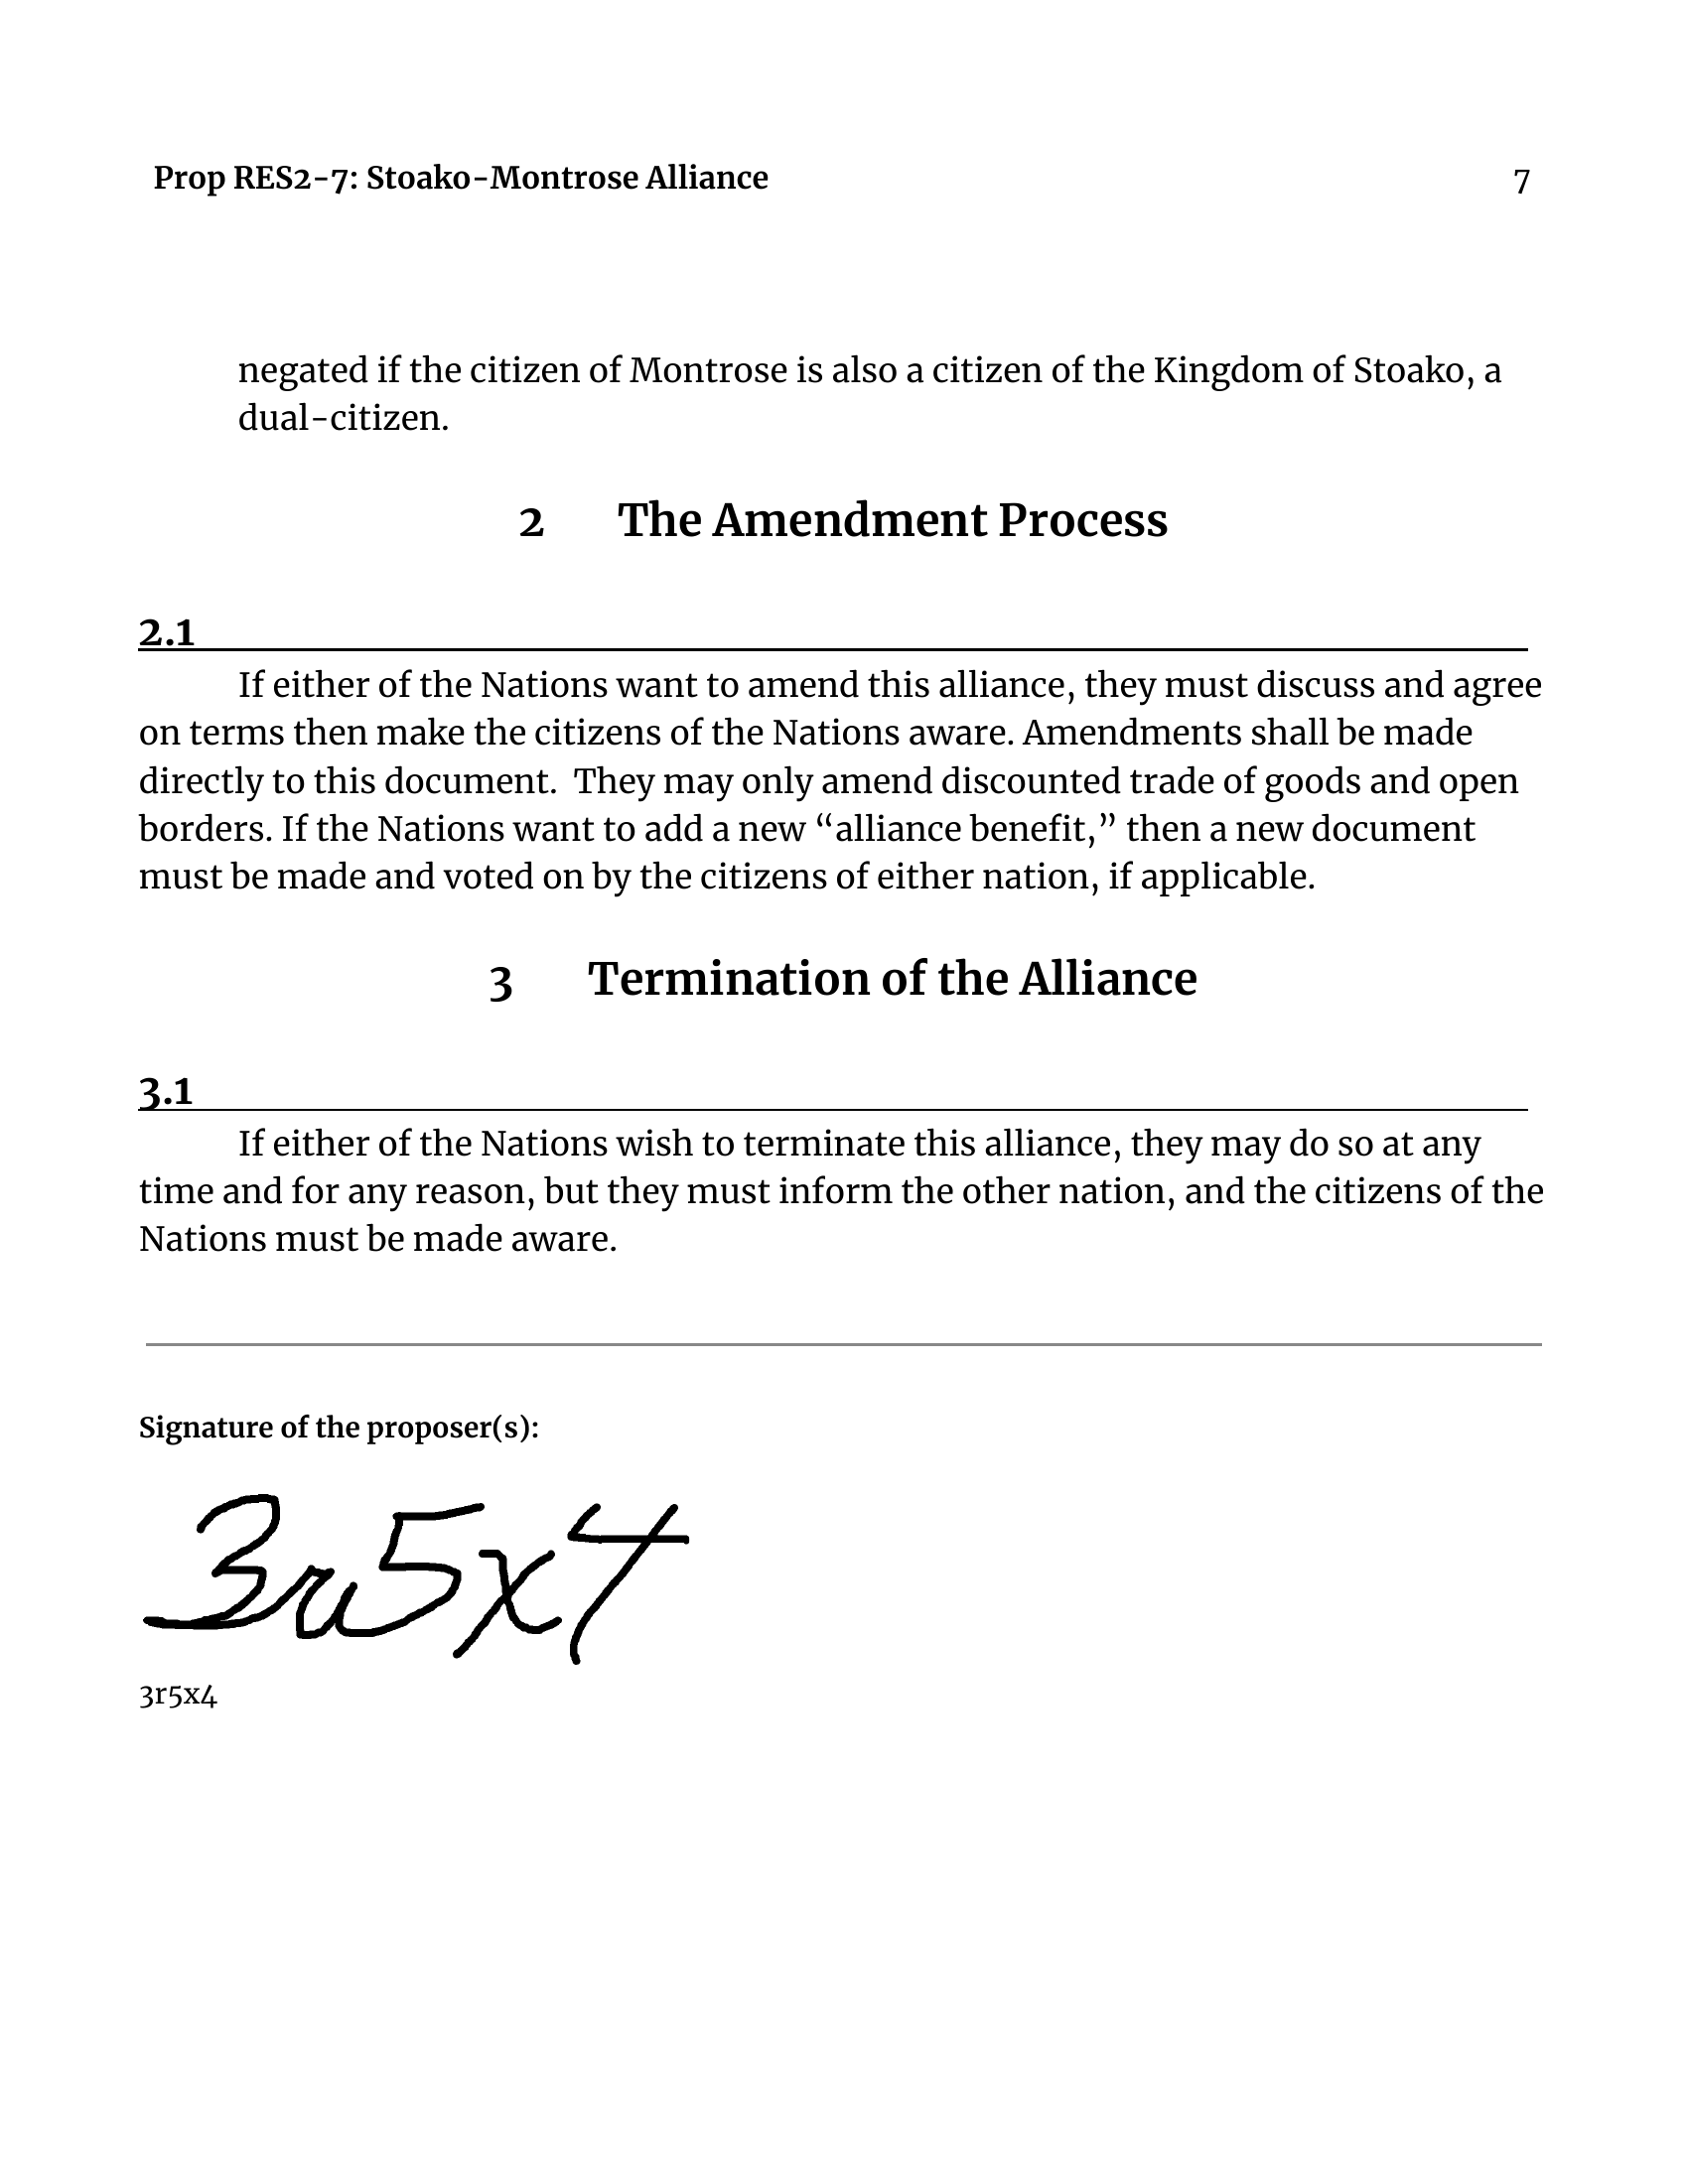 Prop RES2-7: Stoako-Montrose Alliance 7
negated if the citizen of Montrose is also a citizen of the Kingdom of Stoako, a
dual-citizen.
2 The Amendment Process
2.1
If either of the Nations want to amend this alliance, they must discuss and agree
on terms then make the citizens of the Nations aware. Amendments shall be made
directly to this document.  They may only amend discounted trade of goods and open
borders. If the Nations want to add a new “alliance benefit,” then a new document
must be made and voted on by the citizens of either nation, if applicable.
3 Termination of the Alliance
3.1
If either of the Nations wish to terminate this alliance, they may do so at any
time and for any reason, but they must inform the other nation, and the citizens of the
Nations must be made aware.
Signature of the proposer(s):
3r5x4
3r5x4